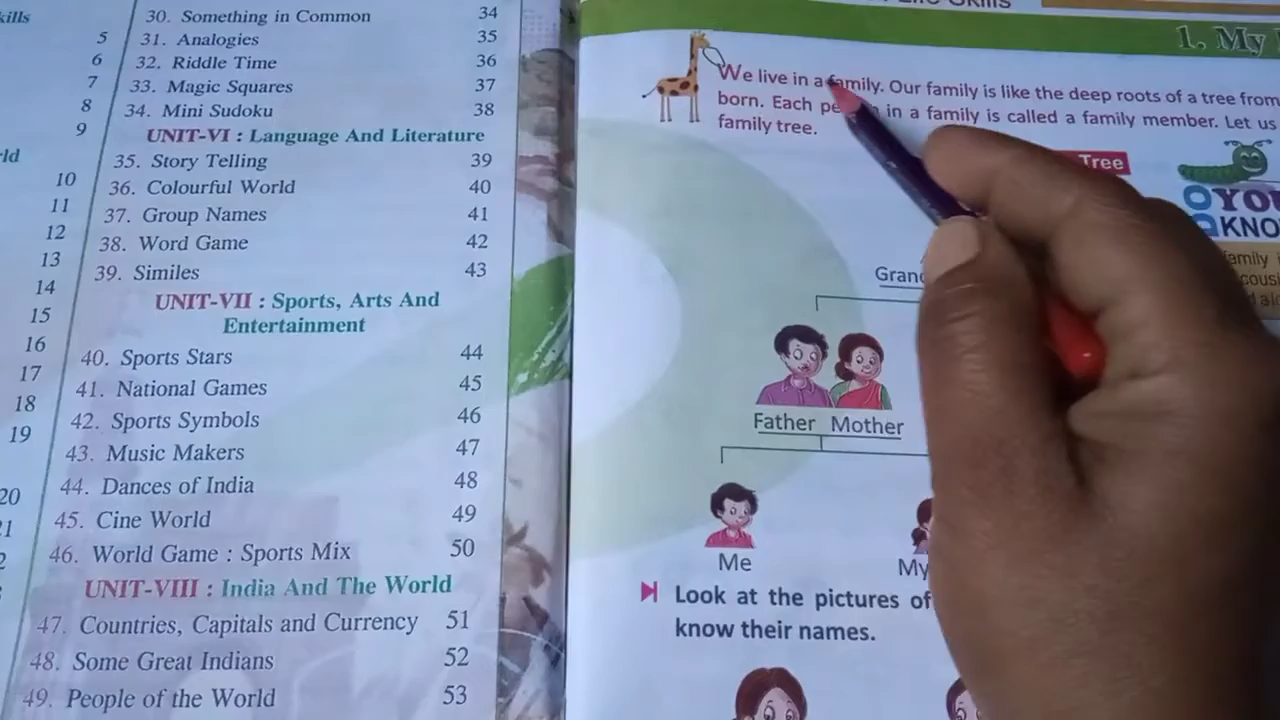 kills
5
6
7
8
9
ld
10
11
12
13
14
15
16
17
18
19
20
30. Something in Common 34
31. Analogies 35
32. Riddle Time 36
33. Magic Squares 37
34. Mini Sudoku 38
UNIT-VI : Language And Literature
35. Story Telling 39
36. Colourful World 40
37. Group Names 41
38. Word Game 42
39. Similes 43
UNIT-VII : Sports, Arts And
Entertainment
40. Sports Stars 44
41. National Games 45
42. Sports Symbols 46
43. Music Makers 47
44. Dances of India 48
45. Cine World 49
46. World Game : Sports Mix 50
UNIT-VIII : India And The World
47. Countries, Capitals and Currency 51
48. Some Great Indians 52
49. People of the World 53
1. My
We live in a family. Our family is like the deep roots of a tree from
born. Each pe n in a family is called a family member. Let us
family tree.
Tree
YOU
KNO
family
cous
Grand
Father Mother
Me
My
Look at the pictures of
know their names.